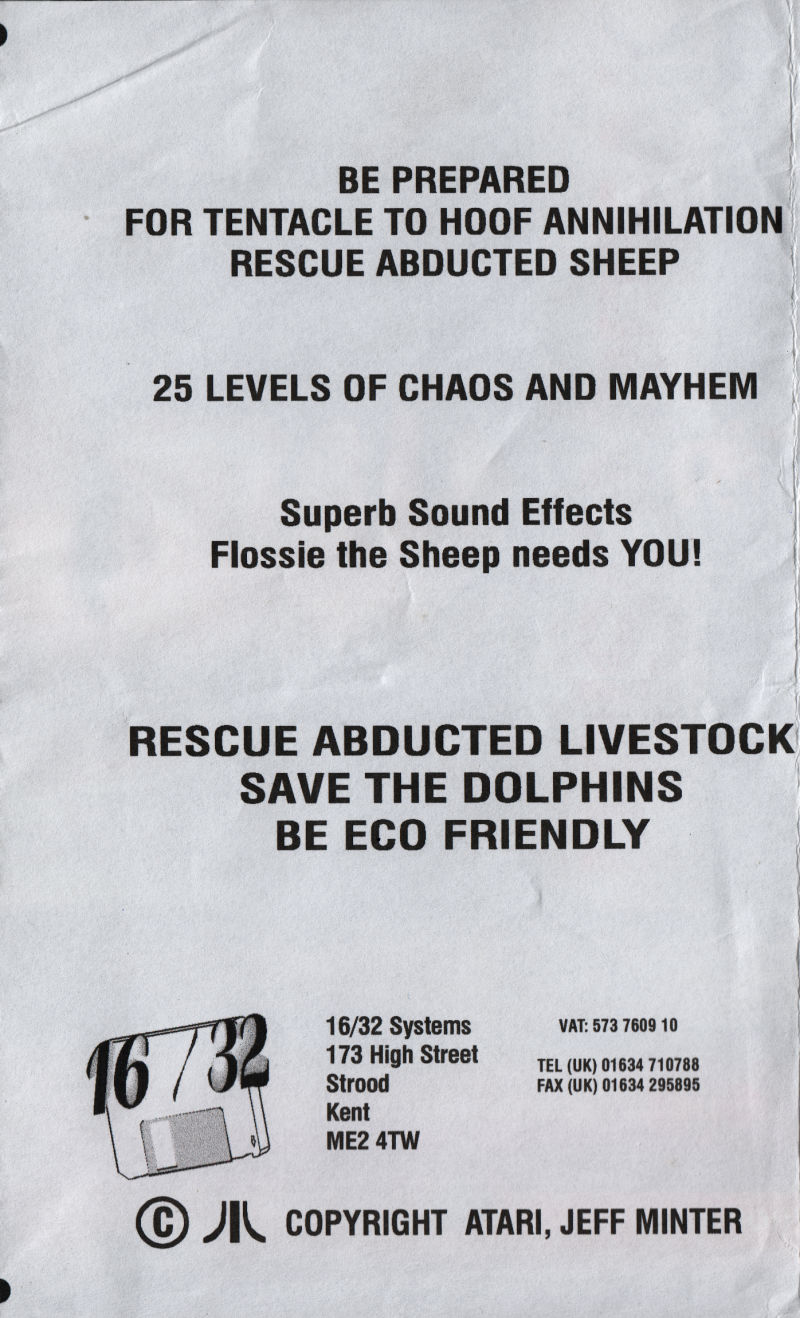 BE PREPARED
FOR TENTACLE TO HOOF ANNIHILATION
RESCUE ABDUCTED SHEEP
25 LEVELS OF CHAOS AND MAYHEM
Superb Sound Effects
Flossie the Sheep needs YOU!
RESCUE ABDUCTED LIVESTOCK
SAVE THE DOLPHINS
BE ECO FRIENDLY
16/32
16/32 Systems
173 High Street
Strood
Kent
ME2 4TW
VAT: 573 7609 10
TEL (UK) 01634 710788
FAX (UK) 01634 295895
© COPYRIGHT ATARI, JEFF MINTER